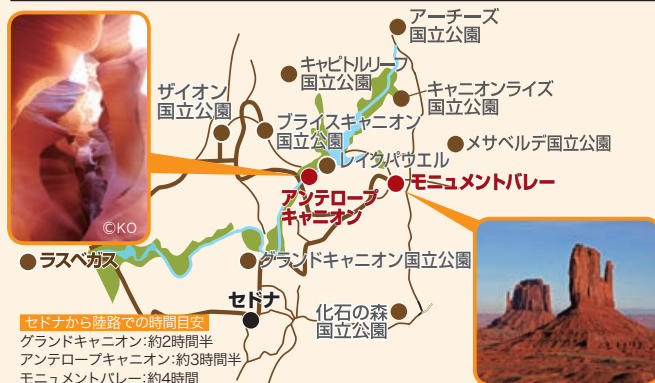 アーチーズ
国立公園
キャピトルリーフ
国立公園
ザイオン
国立公園
キャニオンライズ
国立公園
ブライスキャニオン
国立公園
メサベルデ国立公園
レイクパウエル
モニュメントバレー
アンテロープ
キャニオン
©KO
ラスベガス
グランドキャニオン国立公園
セドナ
化石の森
国立公園
セドナから陸路での時間目安
グランドキャニオン:約2時間半
アンテロープキャニオン:約3時間半
モニュメントバレー:約4時間